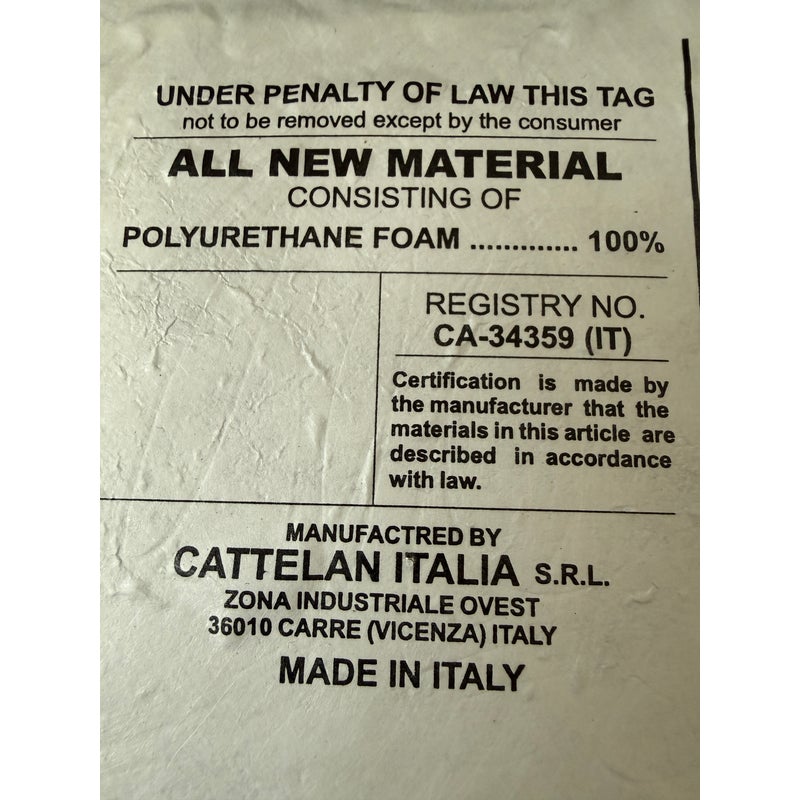 UNDER PENALTY OF LAW THIS TAG
not to be removed except by the consumer
ALL NEW MATERIAL
CONSISTING OF
POLYURETHANE FOAM ............. 100%
REGISTRY NO.
CA-34359 (IT)
Certification is made by
the manufacturer that the
materials in this article are
described in accordance
with law.
MANUFACTRED BY
CATTELAN ITALIA S.R.L.
ZONA INDUSTRIALE OVEST
36010 CARRE (VICENZA) ITALY
MADE IN ITALY